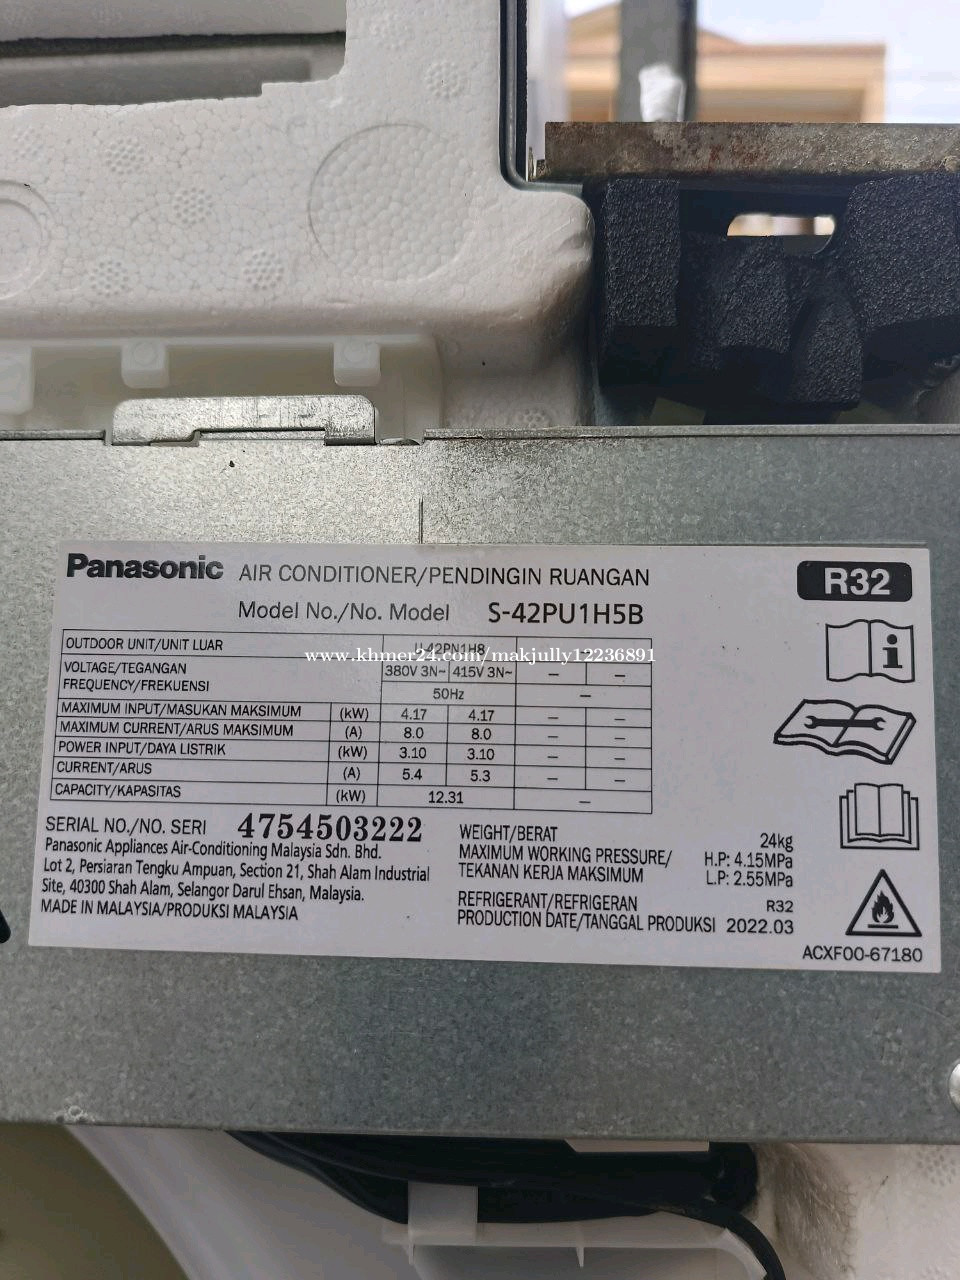 Panasonic AIR CONDITIONER/PENDINGIN RUANGAN
R32
Model No./No. Model S-42PU1H5B
OUTDOOR UNIT/UNIT LUAR U-42PN1H8 –
www.khmer24.com/makjully12236891
VOLTAGE/TEGANGAN 380V 3N~ 415V 3N~ – –
FREQUENCY/FREKUENSI 50Hz –
MAXIMUM INPUT/MASUKAN MAKSIMUM (kW) 4.17 4.17 – –
MAXIMUM CURRENT/ARUS MAKSIMUM (A) 8.0 8.0 – –
POWER INPUT/DAYA LISTRIK (kW) 3.10 3.10 – –
CURRENT/ARUS (A) 5.4 5.3 – –
CAPACITY/KAPASITAS (kW) 12.31 –
SERIAL NO./NO. SERI 4754503222
Panasonic Appliances Air-Conditioning Malaysia Sdn. Bhd.
Lot 2, Persiaran Tengku Ampuan, Section 21, Shah Alam Industrial
Site, 40300 Shah Alam, Selangor Darul Ehsan, Malaysia.
MADE IN MALAYSIA/PRODUKSI MALAYSIA
WEIGHT/BERAT 24kg
MAXIMUM WORKING PRESSURE/ H.P: 4.15MPa
TEKANAN KERJA MAKSIMUM L.P: 2.55MPa
REFRIGERANT/REFRIGERAN R32
PRODUCTION DATE/TANGGAL PRODUKSI 2022.03
ACXF00-67180